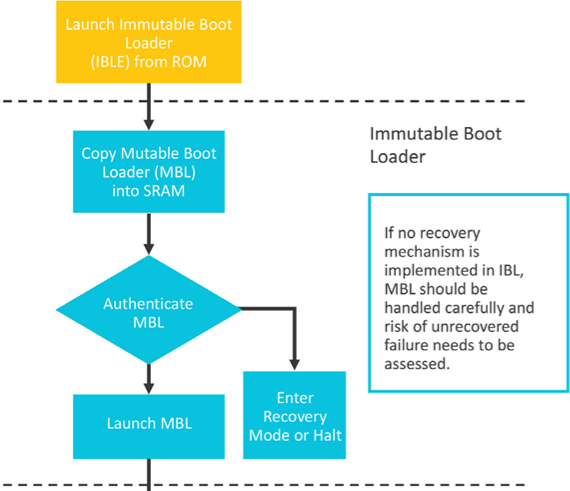 Launch Immutable Boot
Loader
(IBLE) from ROM
Immutable Boot
Loader
Copy Mutable Boot
Loader (MBL)
into SRAM
If no recovery
mechanism is
implemented in IBL,
MBL should be
handled carefully and
risk of unrecovered
failure needs to be
assessed.
Authenticate
MBL
Launch MBL
Enter
Recovery
Mode or Halt